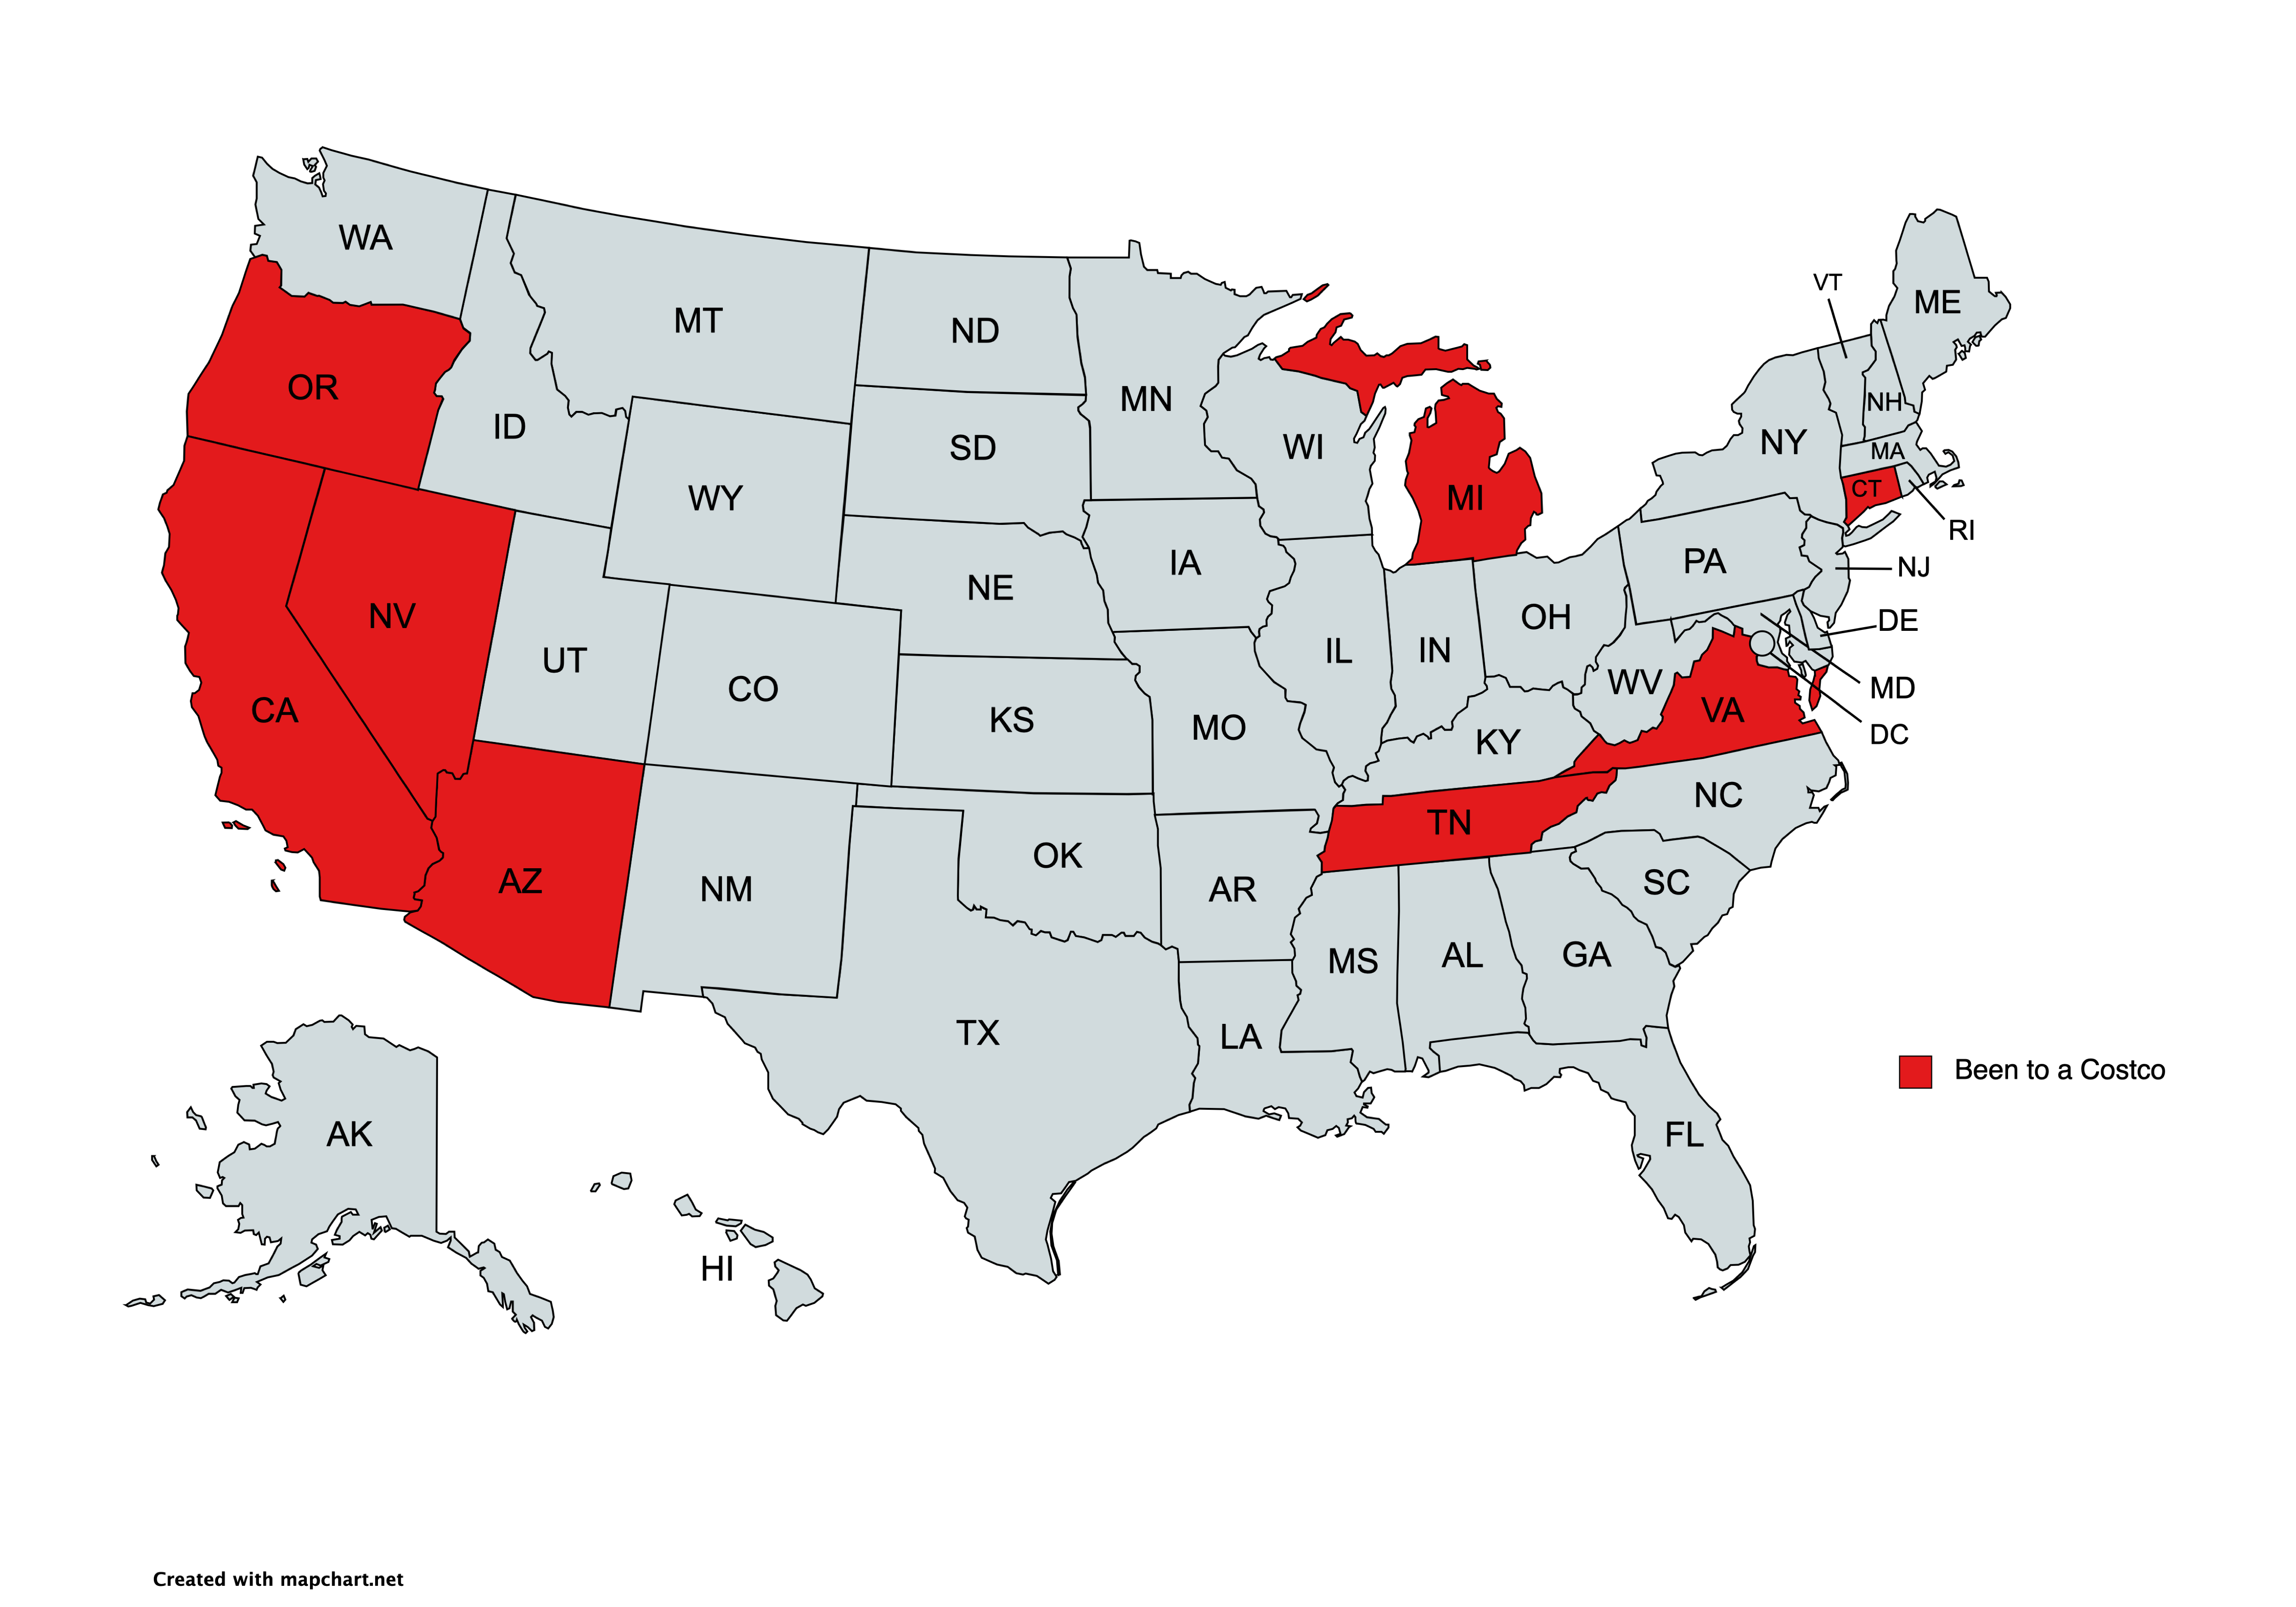 WA
MT
ND
MN
VT
ME
OR
ID
SD
WI
NH
NY
MA
WY
MI
CT
RI
IA
PA
NJ
NE
NV
OH
DE
UT
IL
IN
WV
MD
CO
CA
KS
MO
KY
VA
DC
NC
TN
AZ
NM
OK
AR
SC
MS
AL
GA
TX
LA
Been to a Costco
AK
FL
HI
Created with mapchart.net